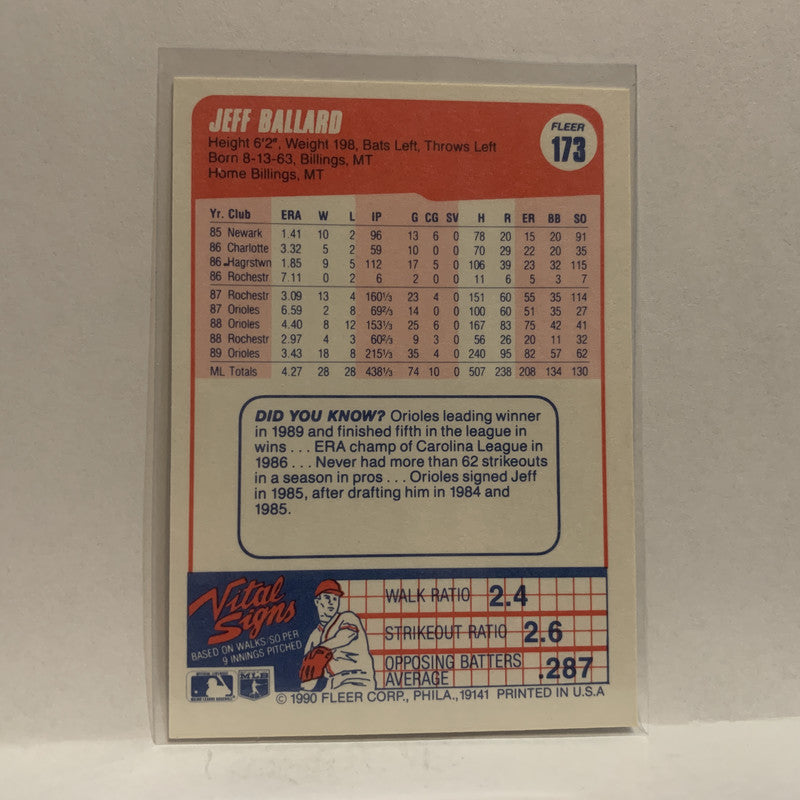 JEFF BALLARD
Height 6'2", Weight 198, Bats Left, Throws Left
Born 8-13-63, Billings, MT
Home Billings, MT
FLEER
173
Yr. Club ERA W L IP G CG SV H R ER BB SO
85 Newark 1.41 10 2 96 13 6 0 78 20 15 20 91
86 Charlotte 3.32 5 2 59 10 0 0 70 29 22 20 35
86 Hagrstwn 1.85 9 5 112 17 5 0 106 39 23 32 115
86 Rochestr 7.11 0 2 6 2 0 0 11 6 5 3 7
87 Rochestr 3.09 13 4 160⅓ 23 4 0 151 60 55 35 114
87 Orioles 6.59 2 8 69⅔ 14 0 0 100 60 51 35 27
88 Orioles 4.40 8 12 153⅓ 25 6 0 167 83 75 42 41
88 Rochestr 2.97 4 3 60⅔ 9 3 0 56 26 20 11 32
89 Orioles 3.43 18 8 215⅓ 35 4 0 240 95 82 57 62
ML Totals 4.27 28 28 438⅓ 74 10 0 507 238 208 134 130
DID YOU KNOW? Orioles leading winner
in 1989 and finished fifth in the league in
wins . . . ERA champ of Carolina League in
1986 . . . Never had more than 62 strikeouts
in a season in pros . . . Orioles signed Jeff
in 1985, after drafting him in 1984 and
1985.
Vital
Signs
BASED ON WALKS/SO PER
9 INNINGS PITCHED
WALK RATIO 2.4
STRIKEOUT RATIO 2.6
OPPOSING BATTERS
AVERAGE .287
MLB
© 1990 FLEER CORP., PHILA., 19141 PRINTED IN U.S.A